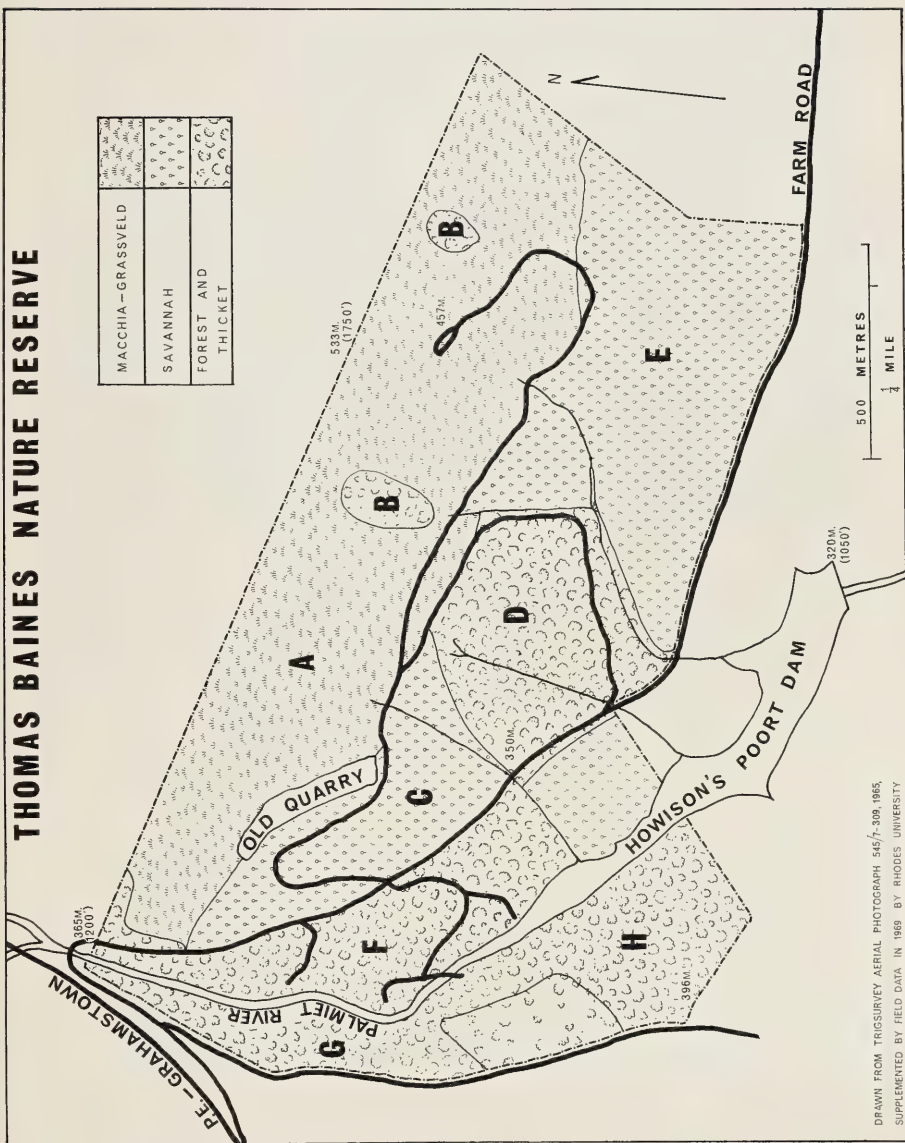 THOMAS BAINES NATURE RESERVE
MACCHIA–GRASSVELD
SAVANNAH
FOREST AND
THICKET
N
533M.
(1750')
457M.
B
B
A
365M.
(1200')
P.E.–GRAHAMSTOWN
OLD QUARRY
C
D
E
350M.
F
PALMIET RIVER
G
H
396M.
HOWISON'S POORT DAM
320M.
(1050')
FARM ROAD
500 METRES
¼ MILE
DRAWN FROM TRIGSURVEY AERIAL PHOTOGRAPH 545/7-309, 1965,
SUPPLEMENTED BY FIELD DATA IN 1969 BY RHODES UNIVERSITY